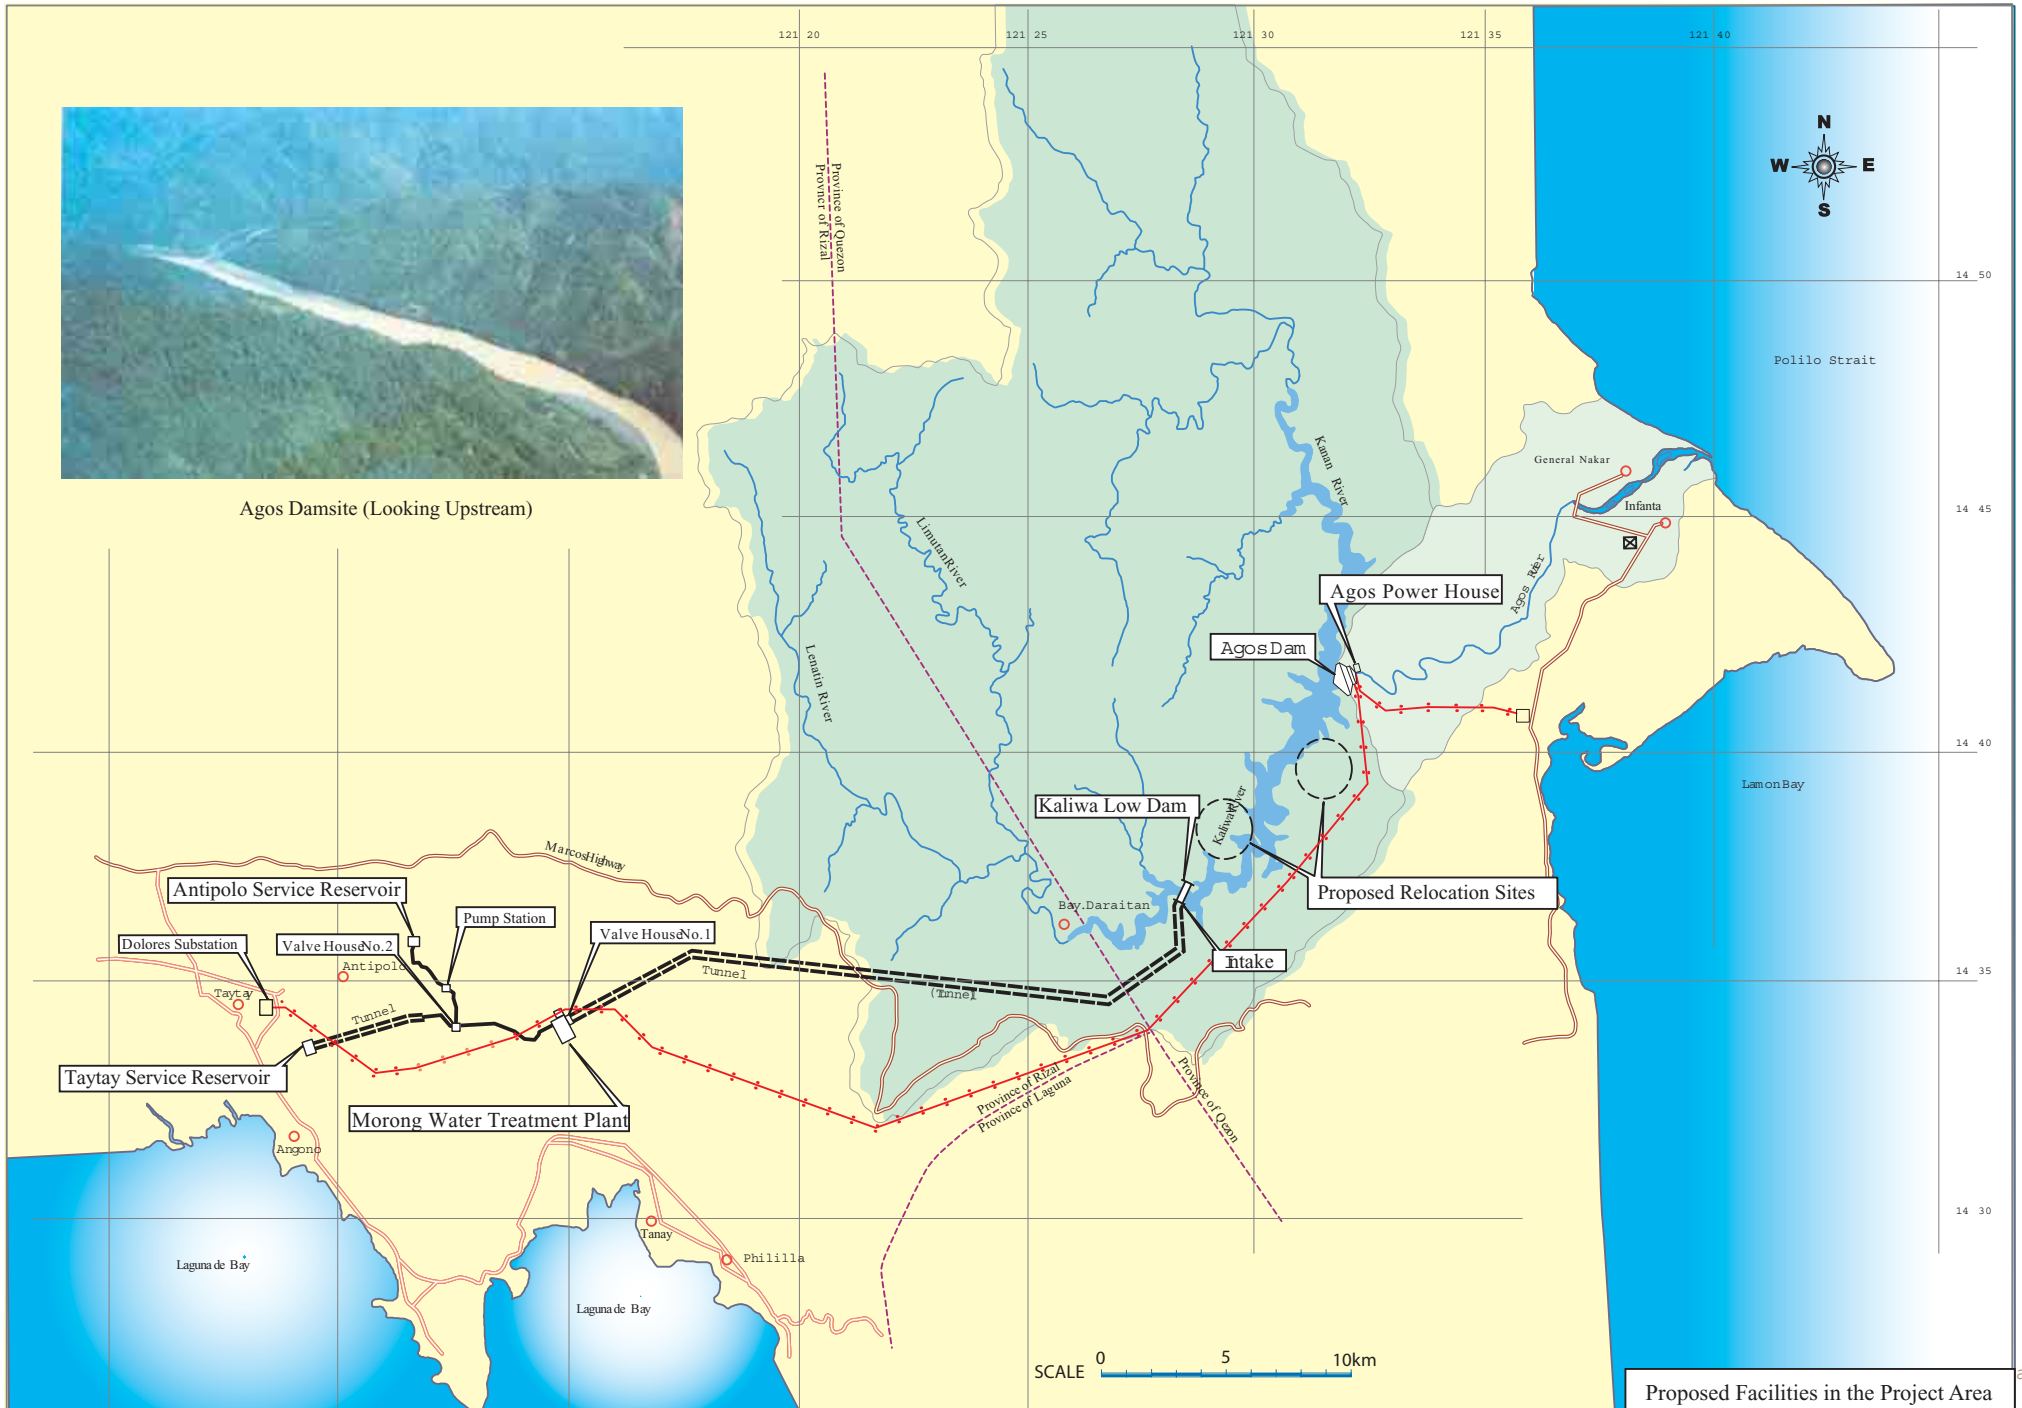 121 20
121 25
121 30
121 35
121 40
N
W E
S
Province of Quezon
Provncr of Rizal
14 50
Polilo Strait
Kanan River
General Nakar
Infanta
Agos Damsite (Looking Upstream)
14 45
Limutan River
Agos River
Agos Power House
Agos Dam
Lenatin River
14 40
Lamon Bay
Kaliwa Low Dam
Kaliwa River
Marcos Highway
Antipolo Service Reservoir
Proposed Relocation Sites
Bay. Daraitan
Pump Station
Dolores Substation
Valve House No.2
Valve House No.1
Intake
Antipolo
Tunnel
(Tunnel)
14 35
Taytay
Tunnel
Taytay Service Reservoir
Province of Rizal
Province of Laguna
Province of Qezon
Morong Water Treatment Plant
Angono
14 30
Tanay
Phililla
Laguna de Bay
Laguna de Bay
SCALE 0 5 10km
Proposed Facilities in the Project Area